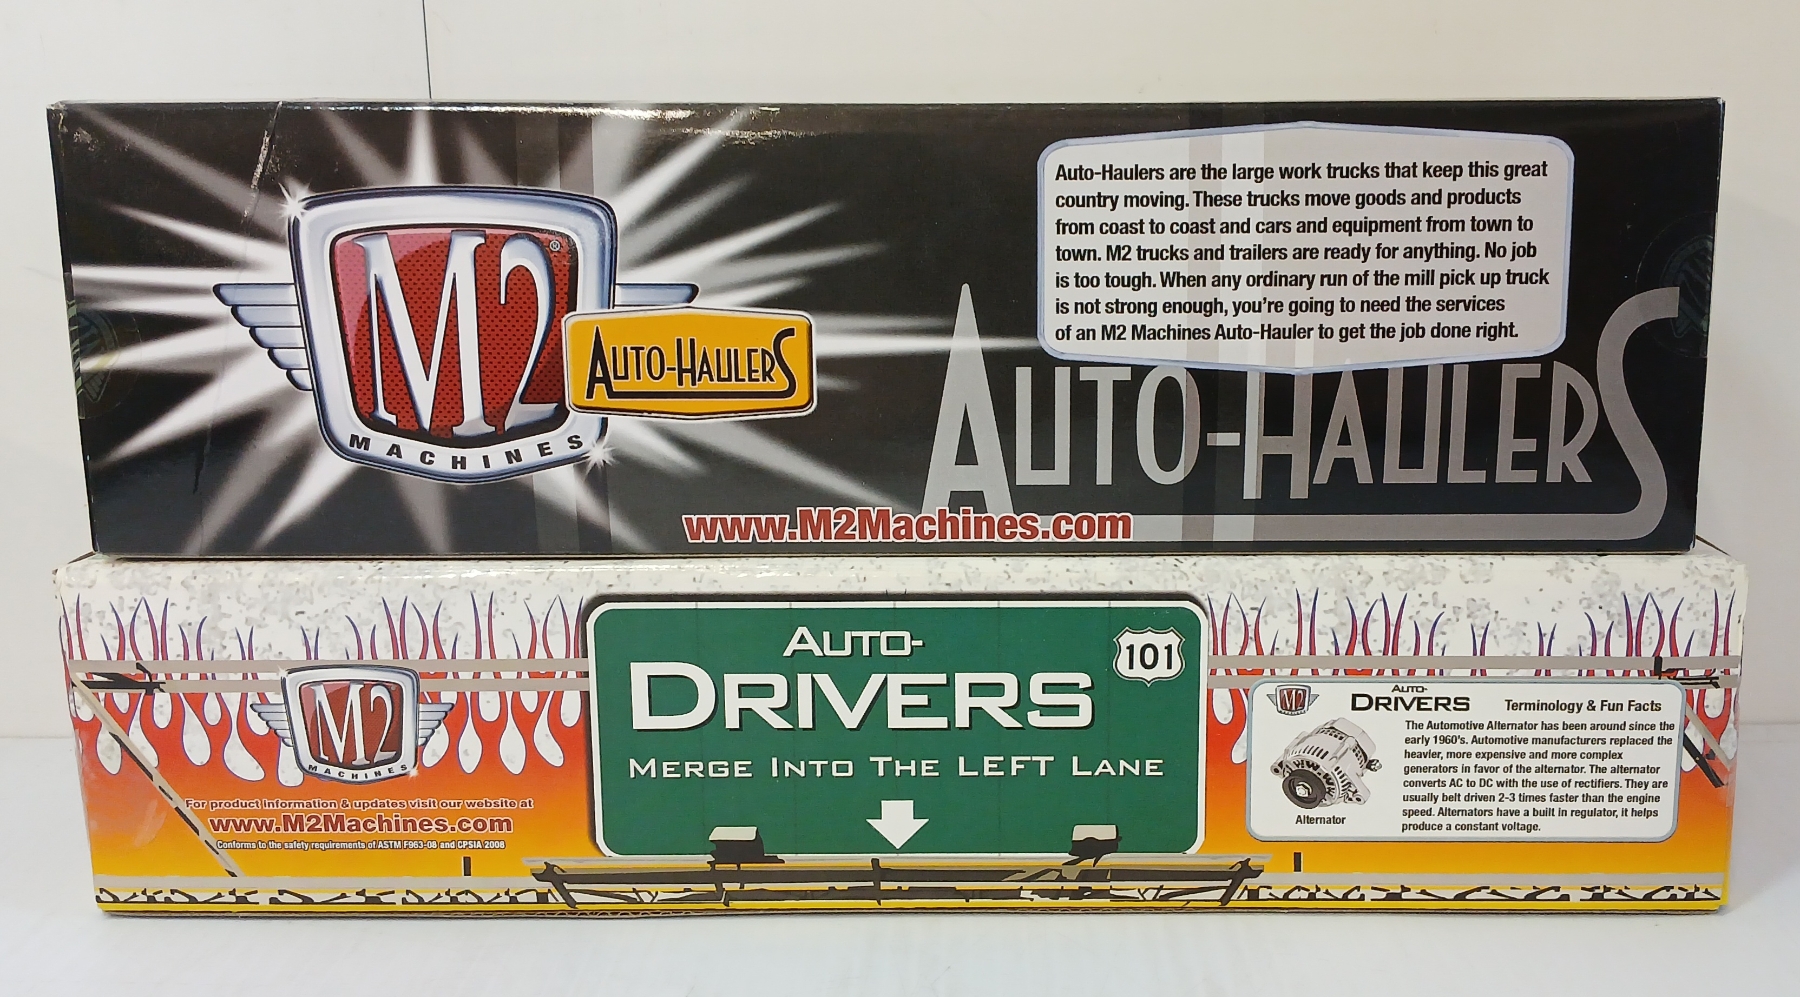 M2®
MACHINES
AUTO-HAULERS
Auto-Haulers are the large work trucks that keep this great
country moving. These trucks move goods and products
from coast to coast and cars and equipment from town to
town. M2 trucks and trailers are ready for anything. No job
is too tough. When any ordinary run of the mill pick up truck
is not strong enough, you're going to need the services
of an M2 Machines Auto-Hauler to get the job done right.
AUTO-HAULERS
www.M2Machines.com
M2
MACHINES
For product information & updates visit our website at
www.M2Machines.com
Conforms to the safety requirements of ASTM F963-08 and CPSIA 2008
AUTO-
DRIVERS
101
MERGE INTO THE LEFT LANE
M2
MACHINES
AUTO-
DRIVERS
Terminology & Fun Facts
The Automotive Alternator has been around since the
early 1960's. Automotive manufacturers replaced the
heavier, more expensive and more complex
generators in favor of the alternator. The alternator
converts AC to DC with the use of rectifiers. They are
usually belt driven 2-3 times faster than the engine
speed. Alternators have a built in regulator, it helps
produce a constant voltage.
Alternator